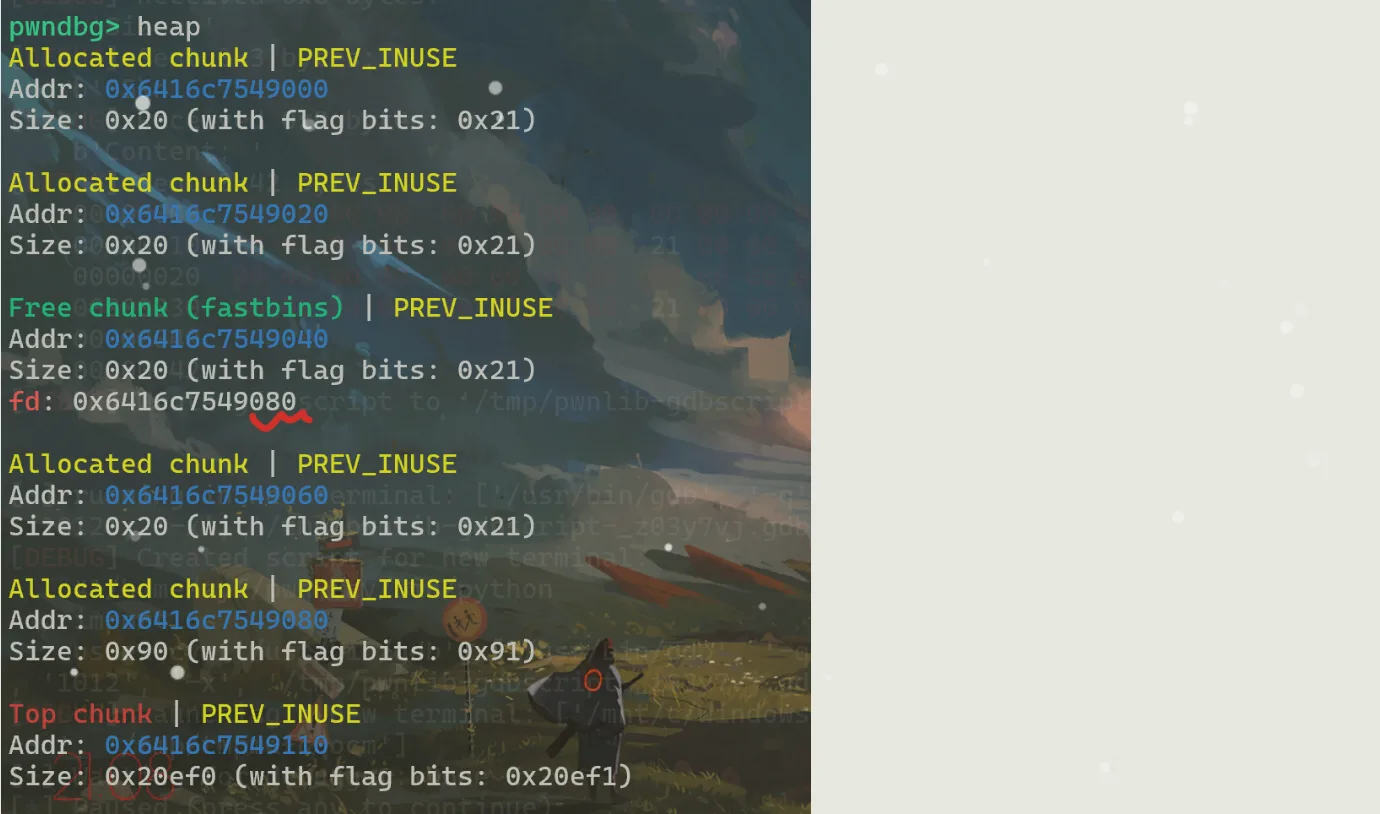 pwndbg> heap
Allocated chunk | PREV_INUSE
Addr: 0x6416c7549000
Size: 0x20 (with flag bits: 0x21)
Allocated chunk | PREV_INUSE
Addr: 0x6416c7549020
Size: 0x20 (with flag bits: 0x21)
Free chunk (fastbins) | PREV_INUSE
Addr: 0x6416c7549040
Size: 0x20 (with flag bits: 0x21)
fd: 0x6416c7549080
Allocated chunk | PREV_INUSE
Addr: 0x6416c7549060
Size: 0x20 (with flag bits: 0x21)
Allocated chunk | PREV_INUSE
Addr: 0x6416c7549080
Size: 0x90 (with flag bits: 0x91)
Top chunk | PREV_INUSE
Addr: 0x6416c7549110
Size: 0x20ef0 (with flag bits: 0x20ef1)